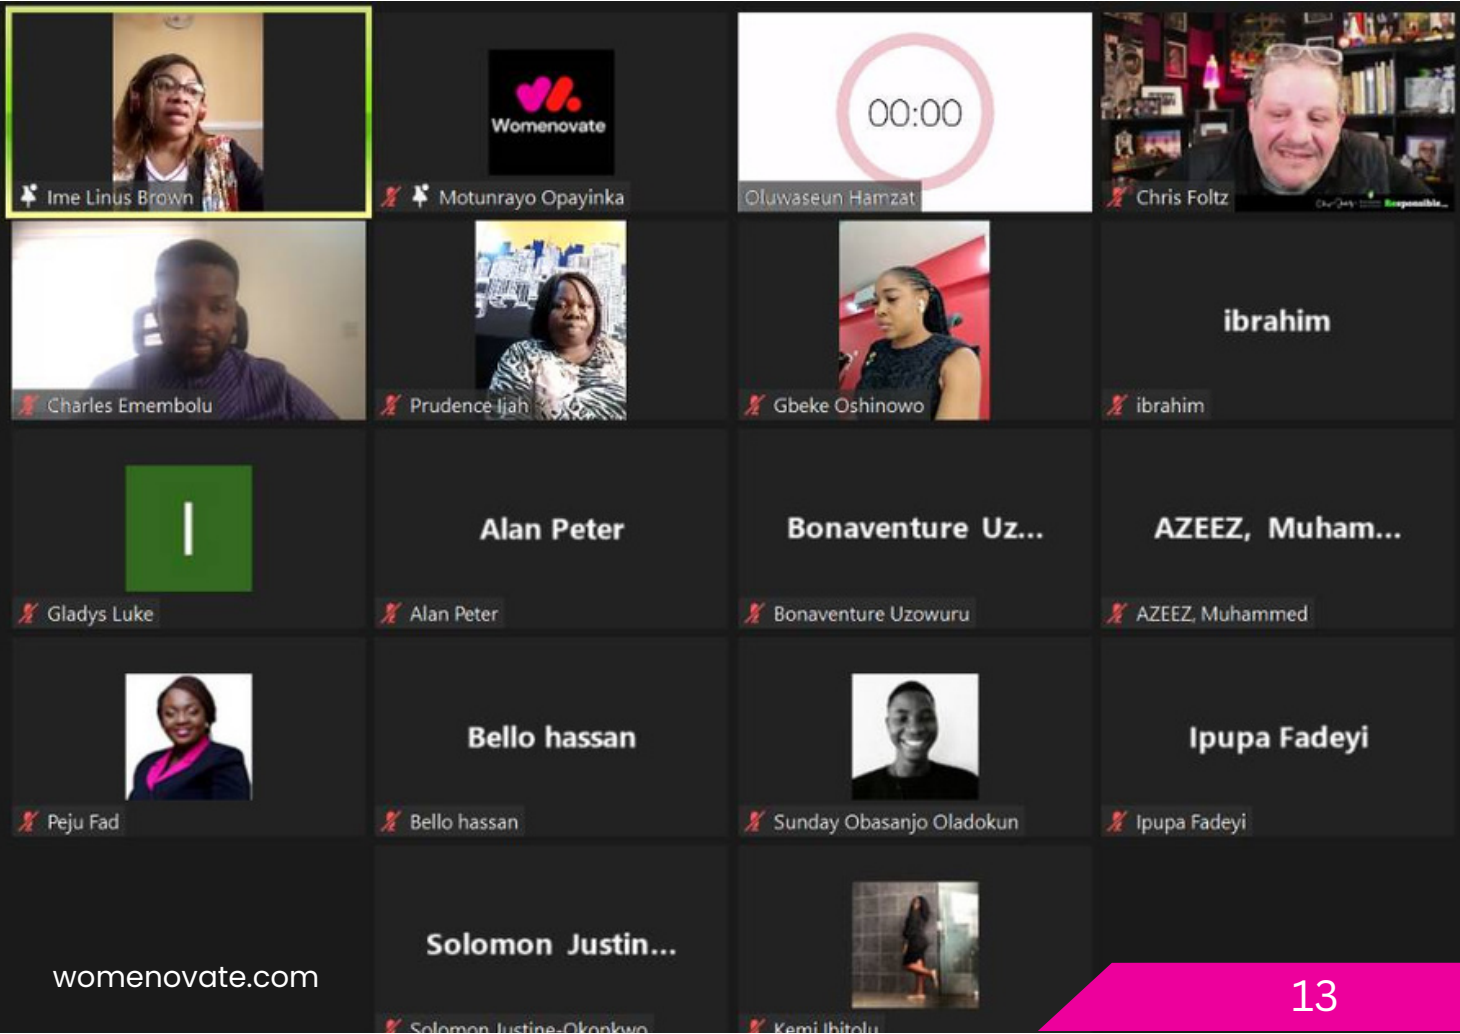 Womenovate
00:00
Ime Linus Brown
Motunrayo Opayinka
Oluwaseun Hamzat
Chris Foltz
Responsible...
ibrahim
Charles Emembolu
Prudence Ijah
Gbeke Oshinowo
ibrahim
I
Alan Peter
Bonaventure Uz...
AZEEZ, Muham...
Gladys Luke
Alan Peter
Bonaventure Uzowuru
AZEEZ, Muhammed
Bello hassan
Ipupa Fadeyi
Peju Fad
Bello hassan
Sunday Obasanjo Oladokun
Ipupa Fadeyi
Solomon Justin...
womenovate.com
13
Solomon Justine-Okonkwo
Kemi Ibitolu